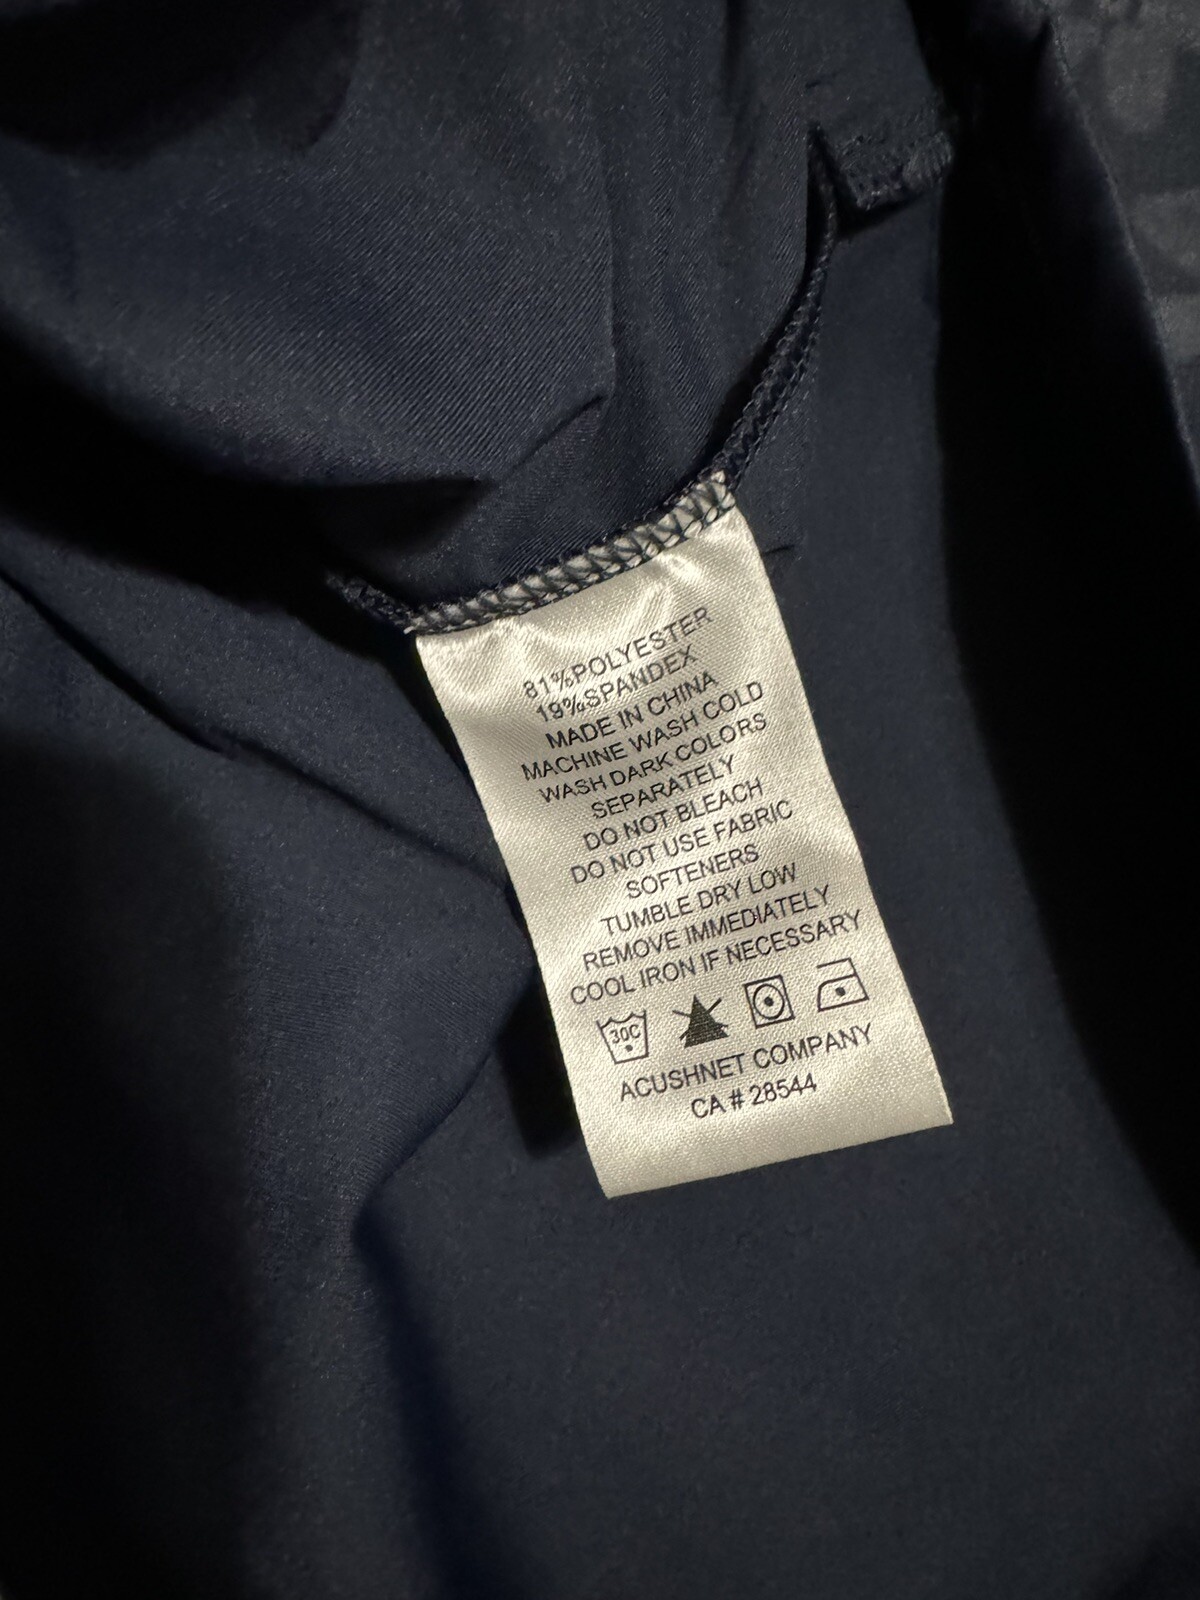 81%POLYESTER
19%SPANDEX
MADE IN CHINA
MACHINE WASH COLD
WASH DARK COLORS
SEPARATELY
DO NOT BLEACH
DO NOT USE FABRIC
SOFTENERS
TUMBLE DRY LOW
REMOVE IMMEDIATELY
COOL IRON IF NECESSARY
30C
ACUSHNET COMPANY
CA # 28544